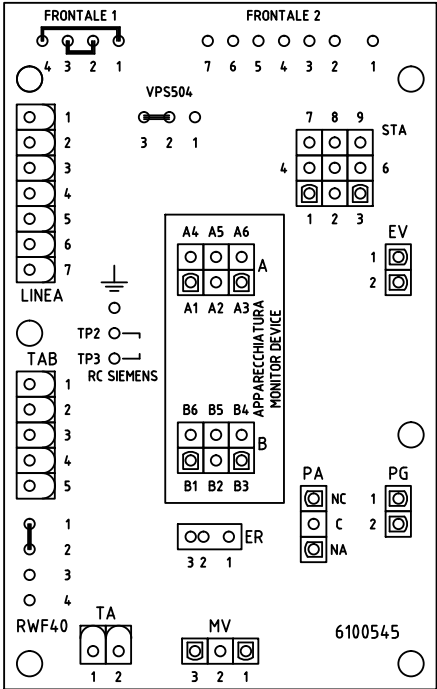 FRONTALE 1 FRONTALE 2
4 3 2 1 7 6 5 4 3 2 1
VPS504
3 2 1
1
2
3
4
5
6
7
LINEA
7 8 9
STA
4 6
1 2 3
EV
1
2
A4 A5 A6
A
A1 A2 A3
APPARECCHIATURA
MONITOR DEVICE
B6 B5 B4
B
B1 B2 B3
TP2
TP3
RC SIEMENS
TAB
1
2
3
4
5
1
2
3
4
RWF40
ER
3 2 1
PA
NC
C
NA
PG
1
2
TA
1 2
MV
3 2 1
6100545